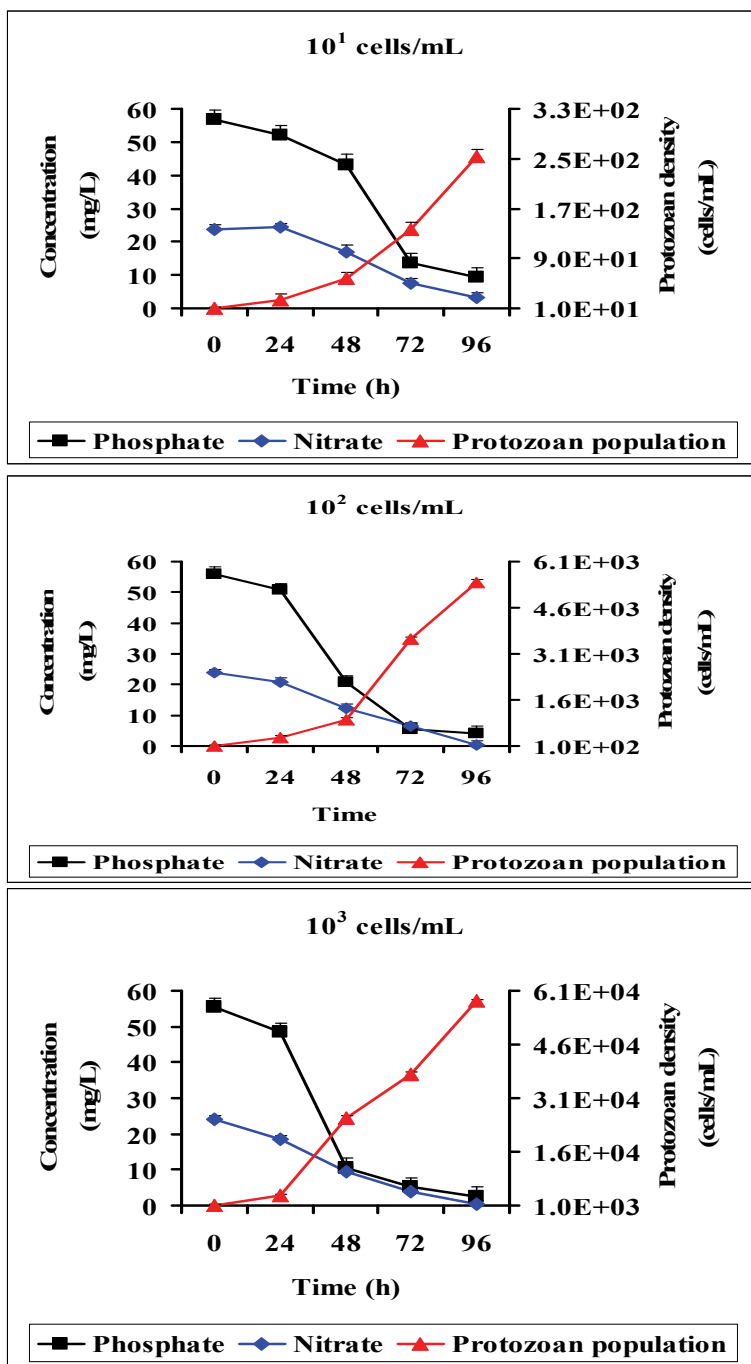 10¹ cells/mL
Concentration
(mg/L)
60
50
40
30
20
10
0
3.3E+02
2.5E+02
1.7E+02
9.0E+01
1.0E+01
Protozoan density
(cells/mL)
0 24 48 72 96
Time (h)
Phosphate Nitrate Protozoan population
10² cells/mL
Concentration
(mg/L)
60
50
40
30
20
10
0
6.1E+03
4.6E+03
3.1E+03
1.6E+03
1.0E+02
Protozoan density
(cells/mL)
0 24 48 72 96
Time
Phosphate Nitrate Protozoan population
10³ cells/mL
Concentration
(mg/L)
60
50
40
30
20
10
0
6.1E+04
4.6E+04
3.1E+04
1.6E+04
1.0E+03
Protozoan density
(cells/mL)
0 24 48 72 96
Time (h)
Phosphate Nitrate Protozoan population